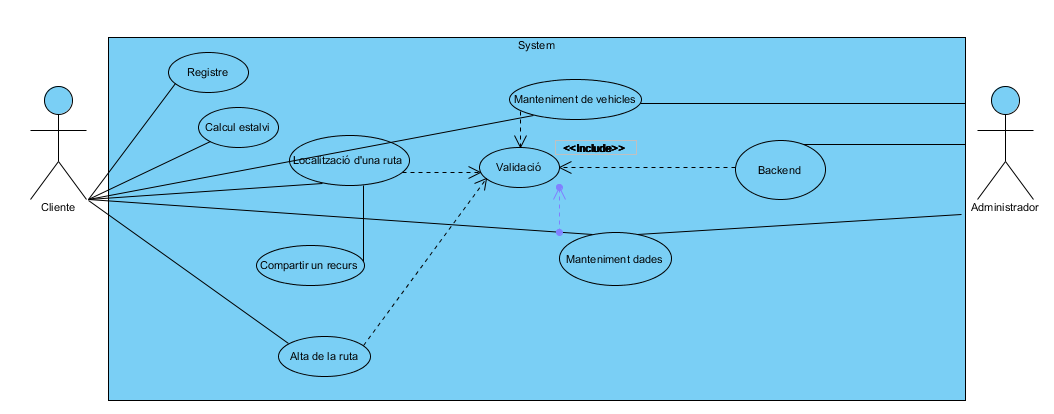 System
Registre
Manteniment de vehicles
Calcul estalvi
<<Include>>
Localització d'una ruta
Validació
Backend
Cliente
Administrador
Compartir un recurs
Manteniment dades
Alta de la ruta